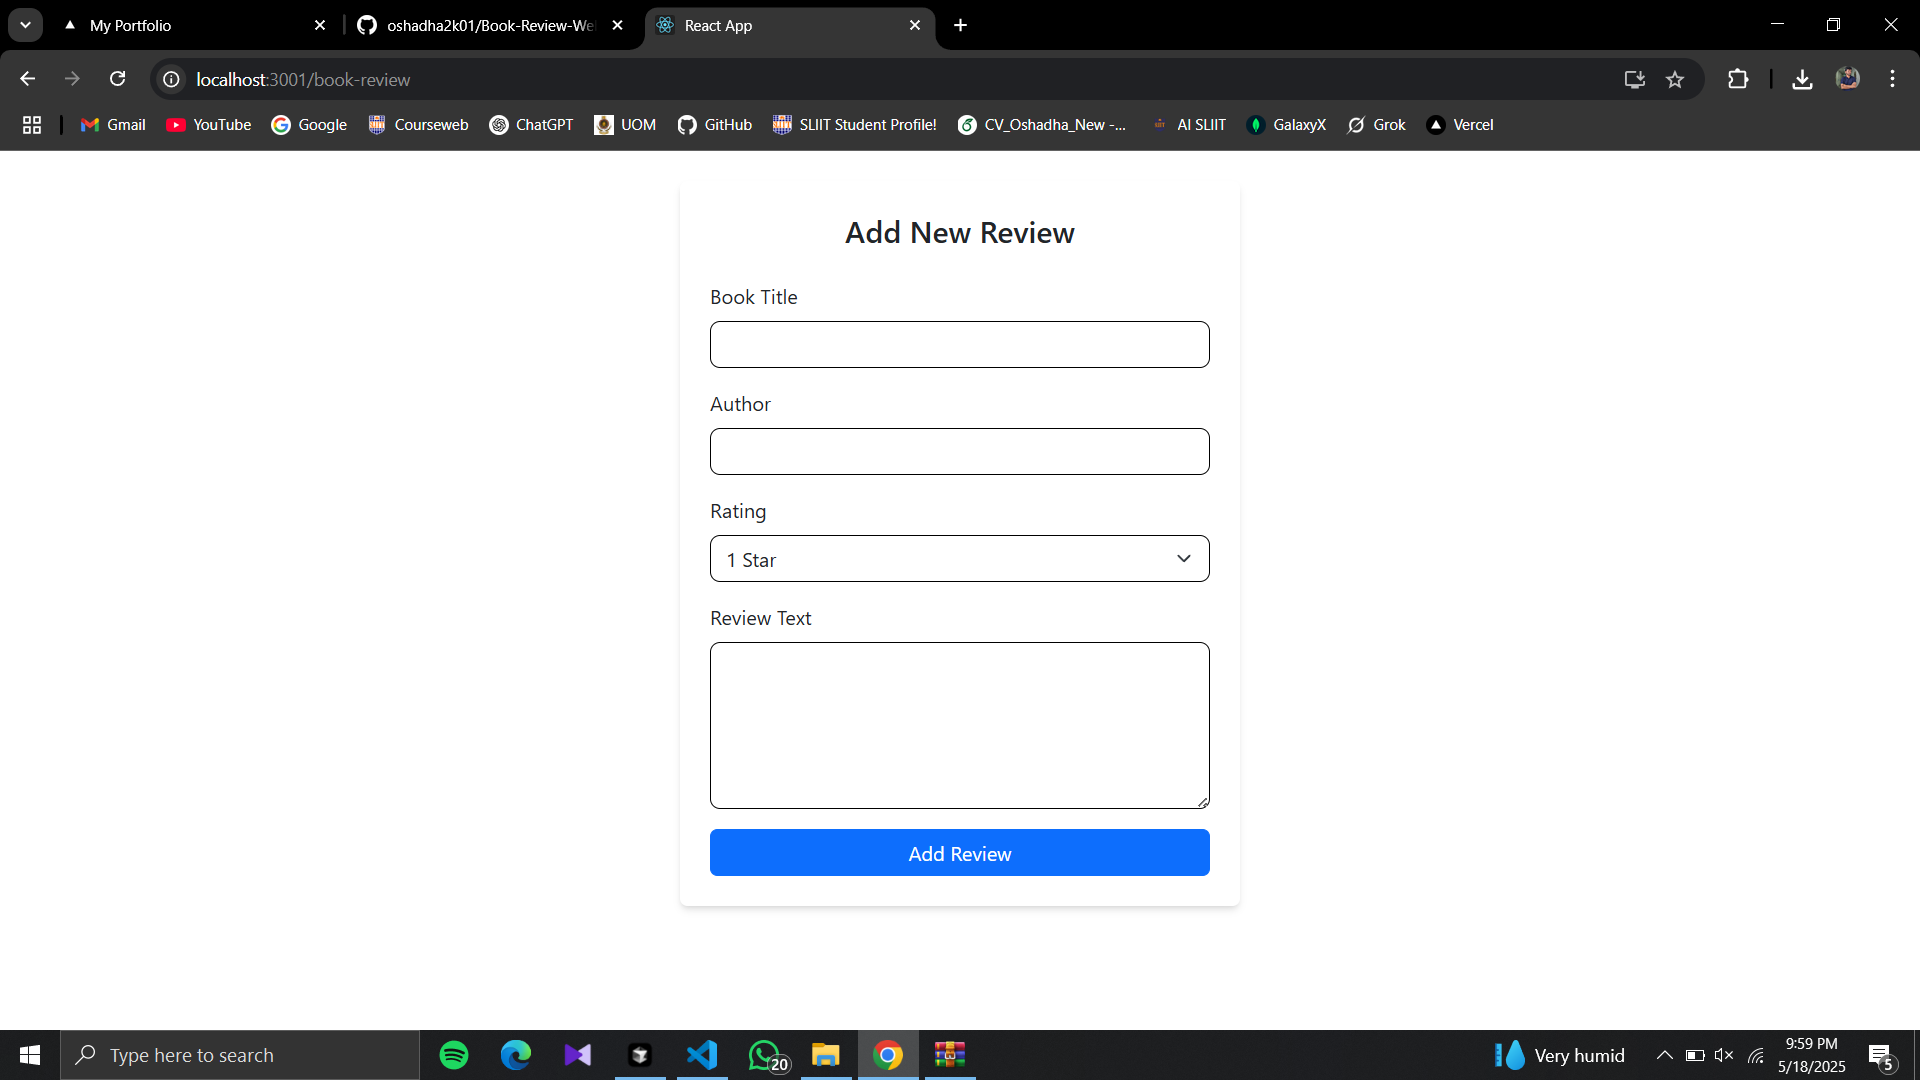 My Portfolio
oshadha2k01/Book-Review-We
React App
localhost:3001/book-review
Gmail
YouTube
Google
Courseweb
ChatGPT
UOM
GitHub
SLIIT Student Profile!
CV_Oshadha_New -...
AI SLIIT
GalaxyX
Grok
Vercel
Add New Review
Book Title
Author
Rating
1 Star
Review Text
Add Review
Type here to search
20
Very humid
9:59 PM
5/18/2025
5